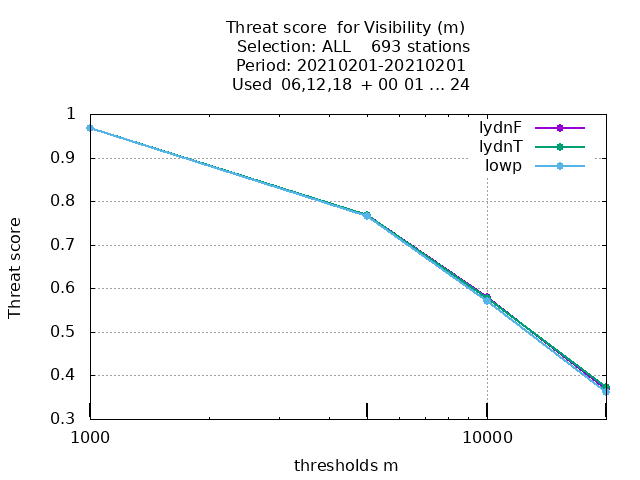 Threat score for Visibility (m)
Selection: ALL 693 stations
Period: 20210201-20210201
Used 06,12,18 + 00 01 ... 24
lydnF
lydnT
lowp
1
0.9
0.8
0.7
0.6
0.5
0.4
0.3
Threat score
1000 10000
thresholds m